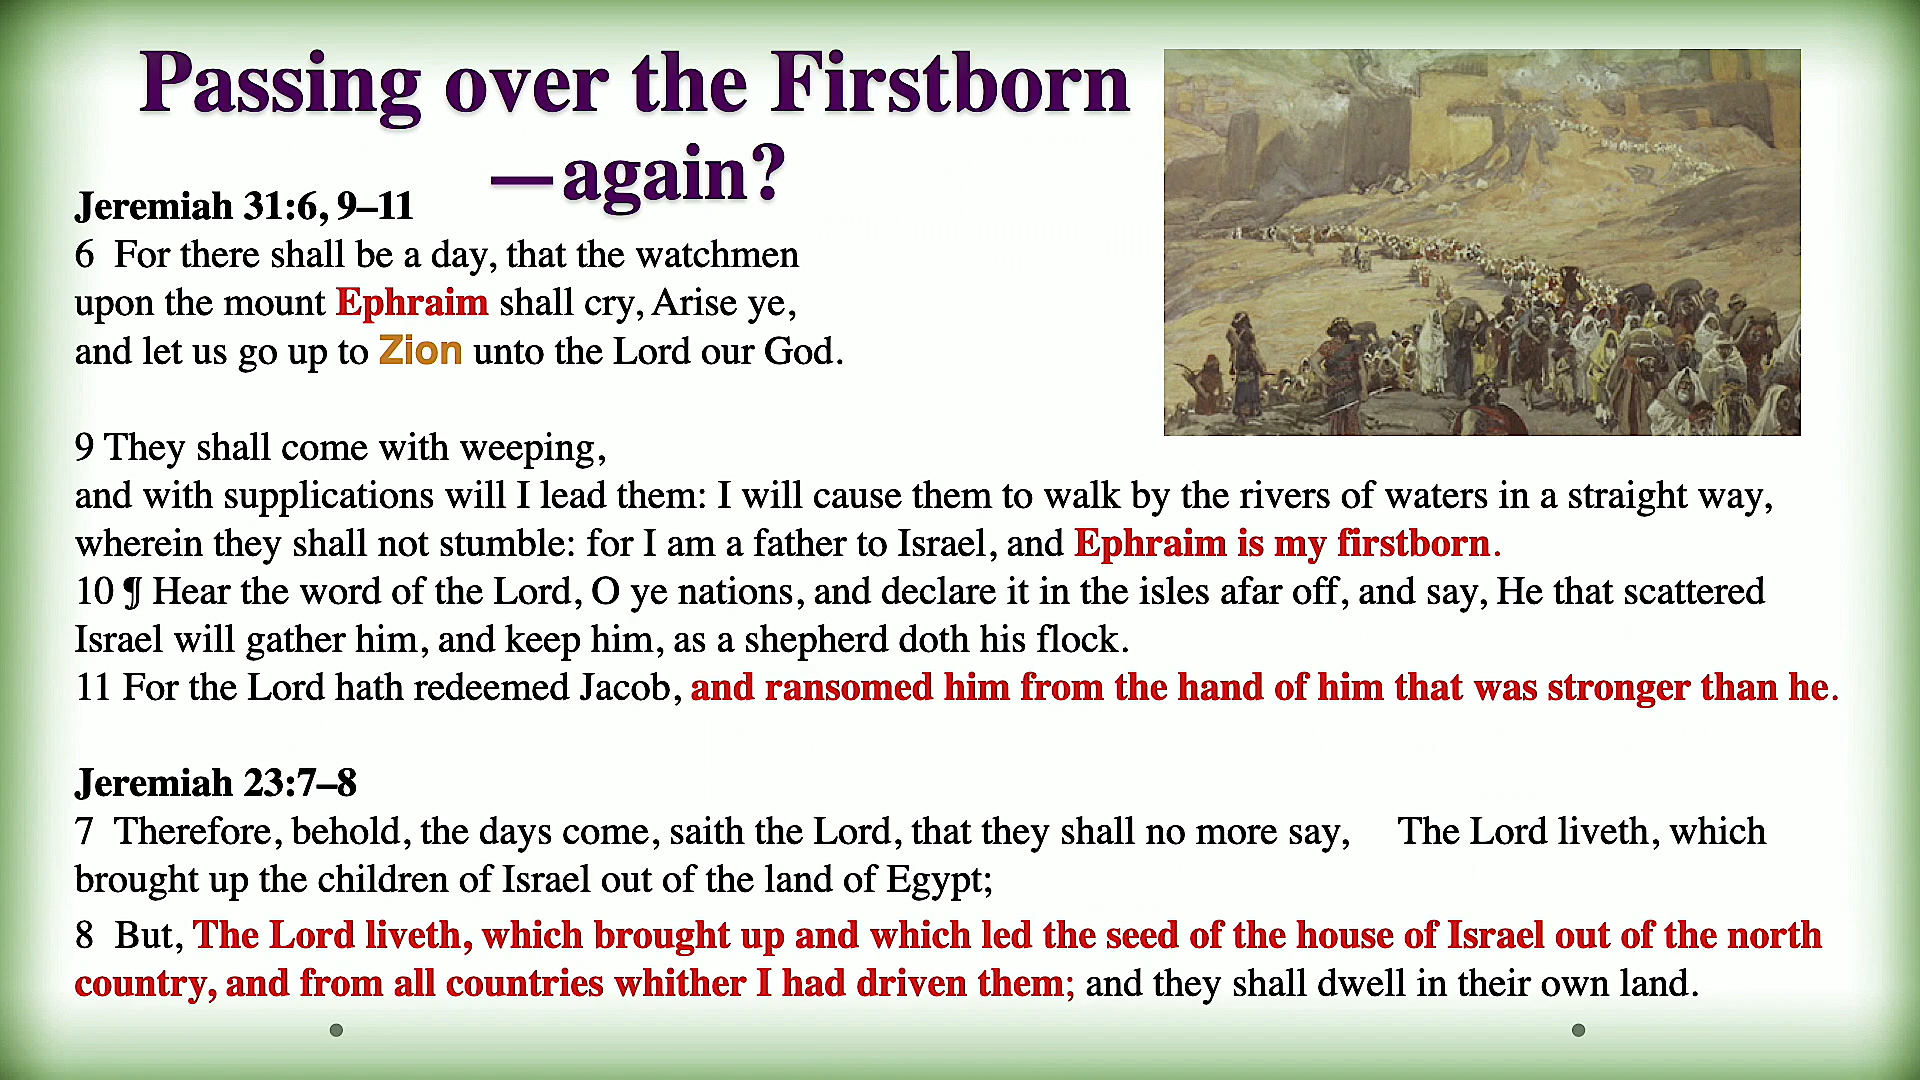 Passing over the Firstborn
—again?
Jeremiah 31:6, 9–11
6 For there shall be a day, that the watchmen
upon the mount Ephraim shall cry, Arise ye,
and let us go up to Zion unto the Lord our God.
9 They shall come with weeping,
and with supplications will I lead them: I will cause them to walk by the rivers of waters in a straight way,
wherein they shall not stumble: for I am a father to Israel, and Ephraim is my firstborn.
10 ¶ Hear the word of the Lord, O ye nations, and declare it in the isles afar off, and say, He that scattered
Israel will gather him, and keep him, as a shepherd doth his flock.
11 For the Lord hath redeemed Jacob, and ransomed him from the hand of him that was stronger than he.
Jeremiah 23:7–8
7 Therefore, behold, the days come, saith the Lord, that they shall no more say, The Lord liveth, which
brought up the children of Israel out of the land of Egypt;
8 But, The Lord liveth, which brought up and which led the seed of the house of Israel out of the north
country, and from all countries whither I had driven them; and they shall dwell in their own land.